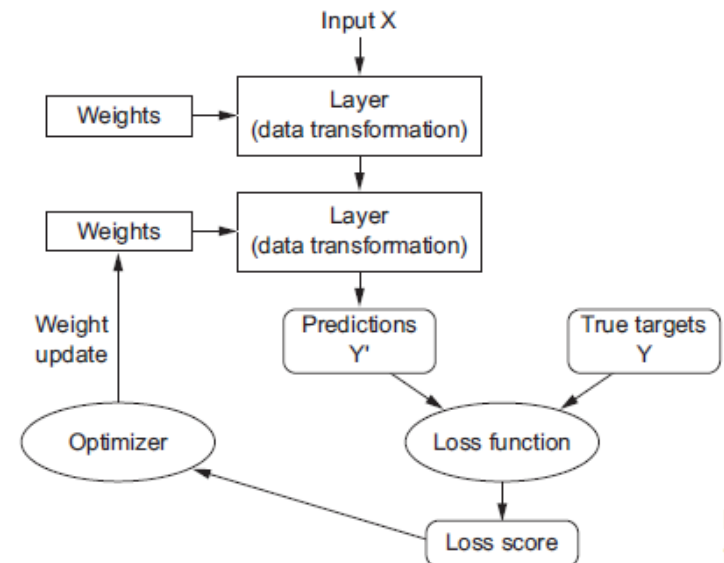 Input X
Weights
Layer
(data transformation)
Weights
Layer
(data transformation)
Weight
update
Predictions
Y'
True targets
Y
Optimizer
Loss function
Loss score